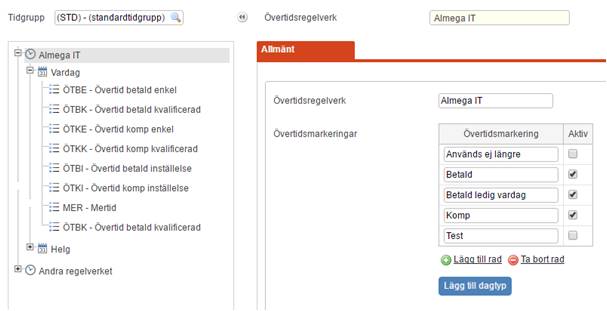 Tidgrupp (STD) - (standardtidgrupp) Övertidsregelverk Almega IT
Almega IT
Vardag
ÖTBE - Övertid betald enkel
ÖTBK - Övertid betald kvalificerad
ÖTKE - Övertid komp enkel
ÖTKK - Övertid komp kvalificerad
ÖTBI - Övertid betald inställelse
ÖTKI - Övertid komp inställelse
MER - Mertid
ÖTBK - Övertid betald kvalificerad
Helg
Andra regelverket
Allmänt
Övertidsregelverk Almega IT
Övertidsmarkeringar
Övertidsmarkering Aktiv
Används ej längre
Betald
Betald ledig vardag
Komp
Test
Lägg till rad Ta bort rad
Lägg till dagtyp